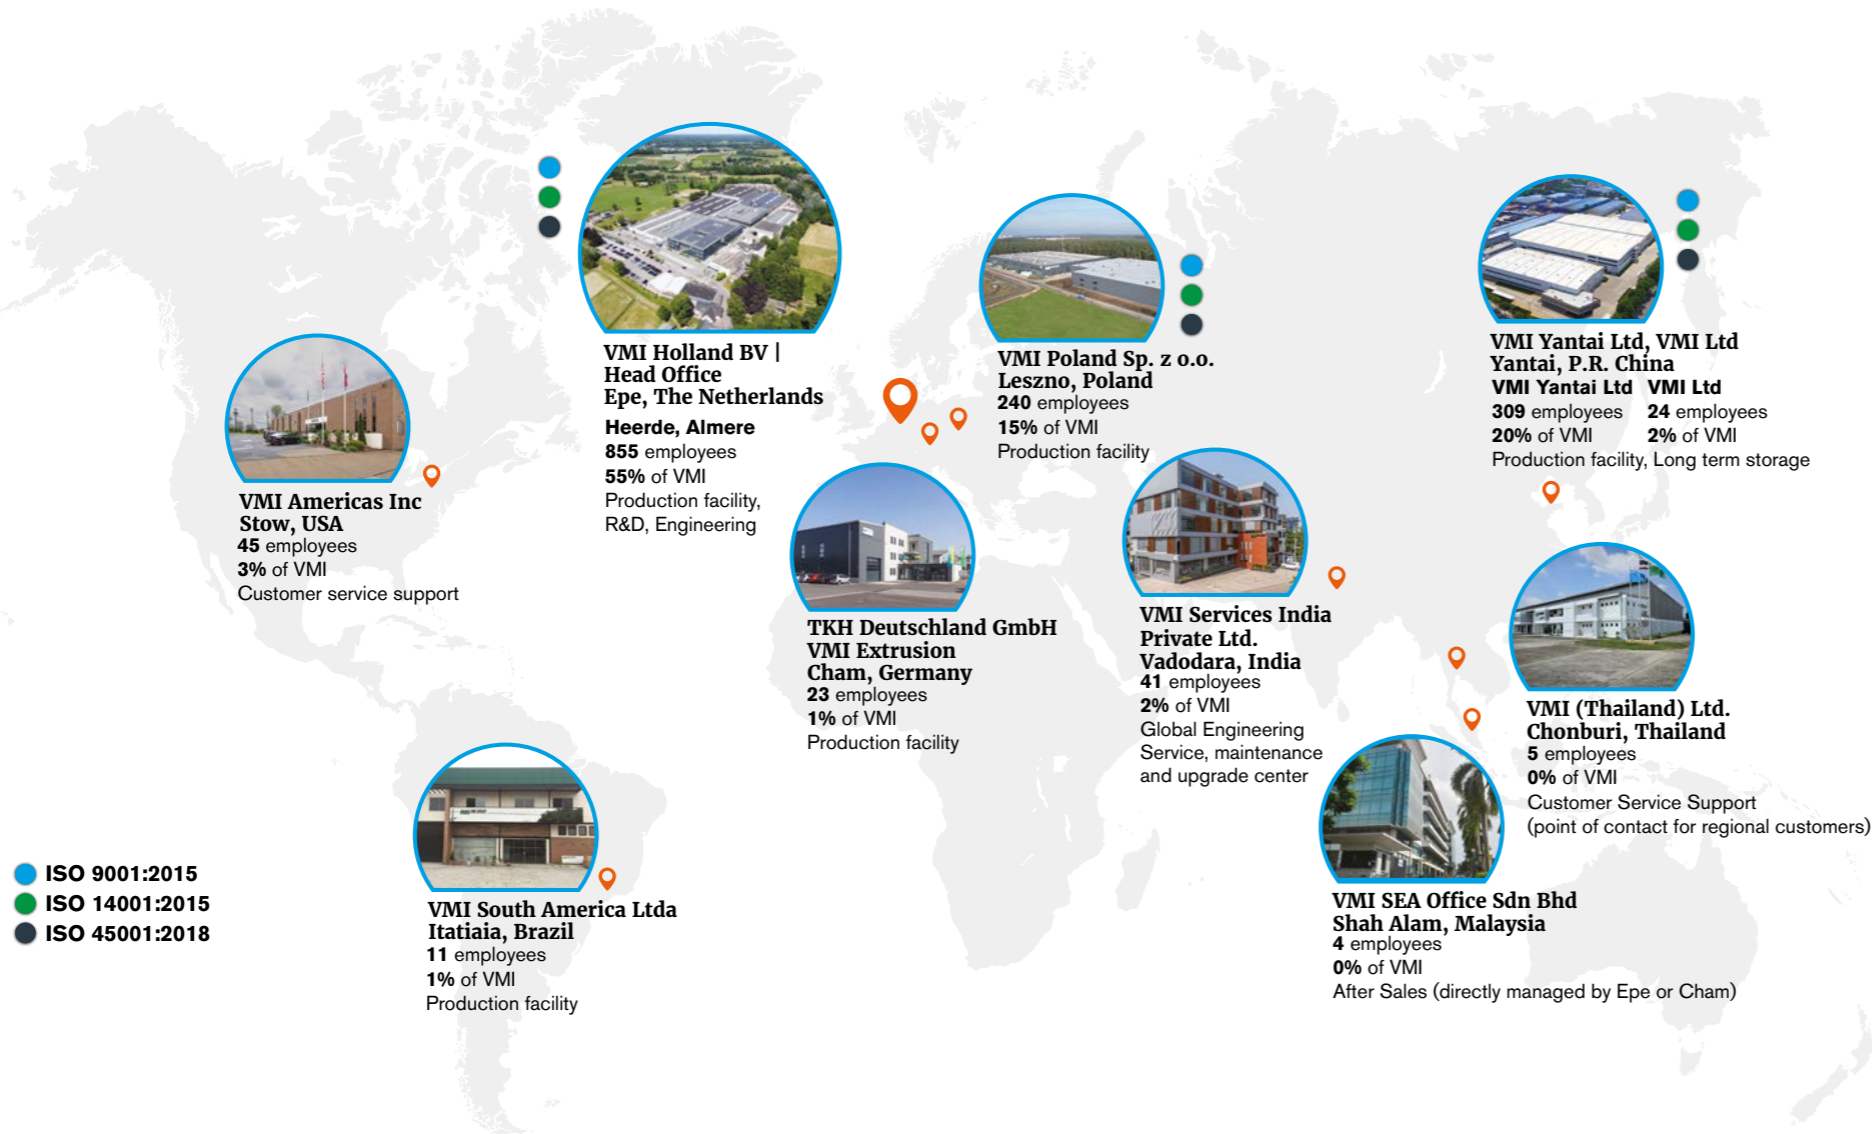 VMI Holland BV |
Head Office
Epe, The Netherlands
Heerde, Almere
855 employees
55% of VMI
Production facility,
R&D, Engineering
VMI Poland Sp. z o.o.
Leszno, Poland
240 employees
15% of VMI
Production facility
VMI Yantai Ltd, VMI Ltd
Yantai, P.R. China
VMI Yantai Ltd VMI Ltd
309 employees 24 employees
20% of VMI 2% of VMI
Production facility, Long term storage
VMI Americas Inc
Stow, USA
45 employees
3% of VMI
Customer service support
TKH Deutschland GmbH
VMI Extrusion
Cham, Germany
23 employees
1% of VMI
Production facility
VMI Services India
Private Ltd.
Vadodara, India
41 employees
2% of VMI
Global Engineering
Service, maintenance
and upgrade center
VMI (Thailand) Ltd.
Chonburi, Thailand
5 employees
0% of VMI
Customer Service Support
(point of contact for regional customers)
VMI South America Ltda
Itatiaia, Brazil
11 employees
1% of VMI
Production facility
VMI SEA Office Sdn Bhd
Shah Alam, Malaysia
4 employees
0% of VMI
After Sales (directly managed by Epe or Cham)
ISO 9001:2015
ISO 14001:2015
ISO 45001:2018